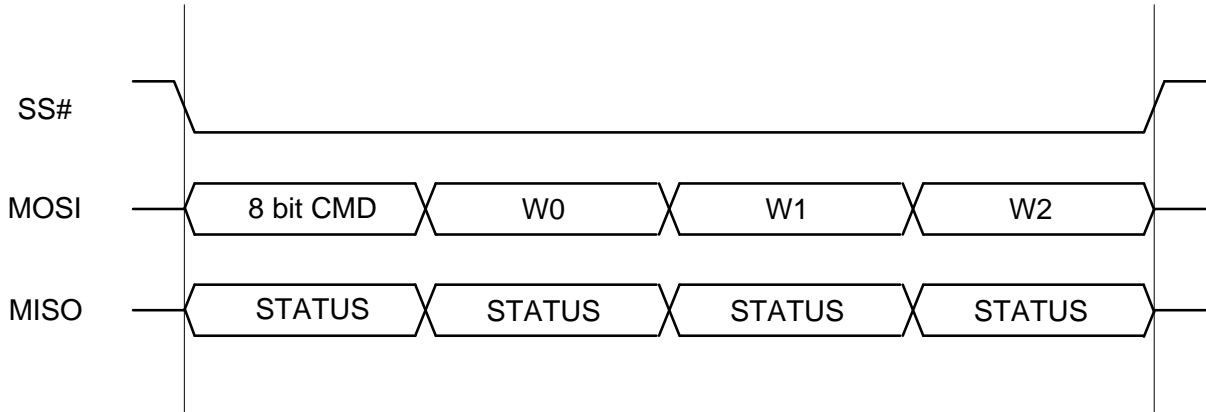 SS#
MOSI 8 bit CMD W0 W1 W2
MISO STATUS STATUS STATUS STATUS